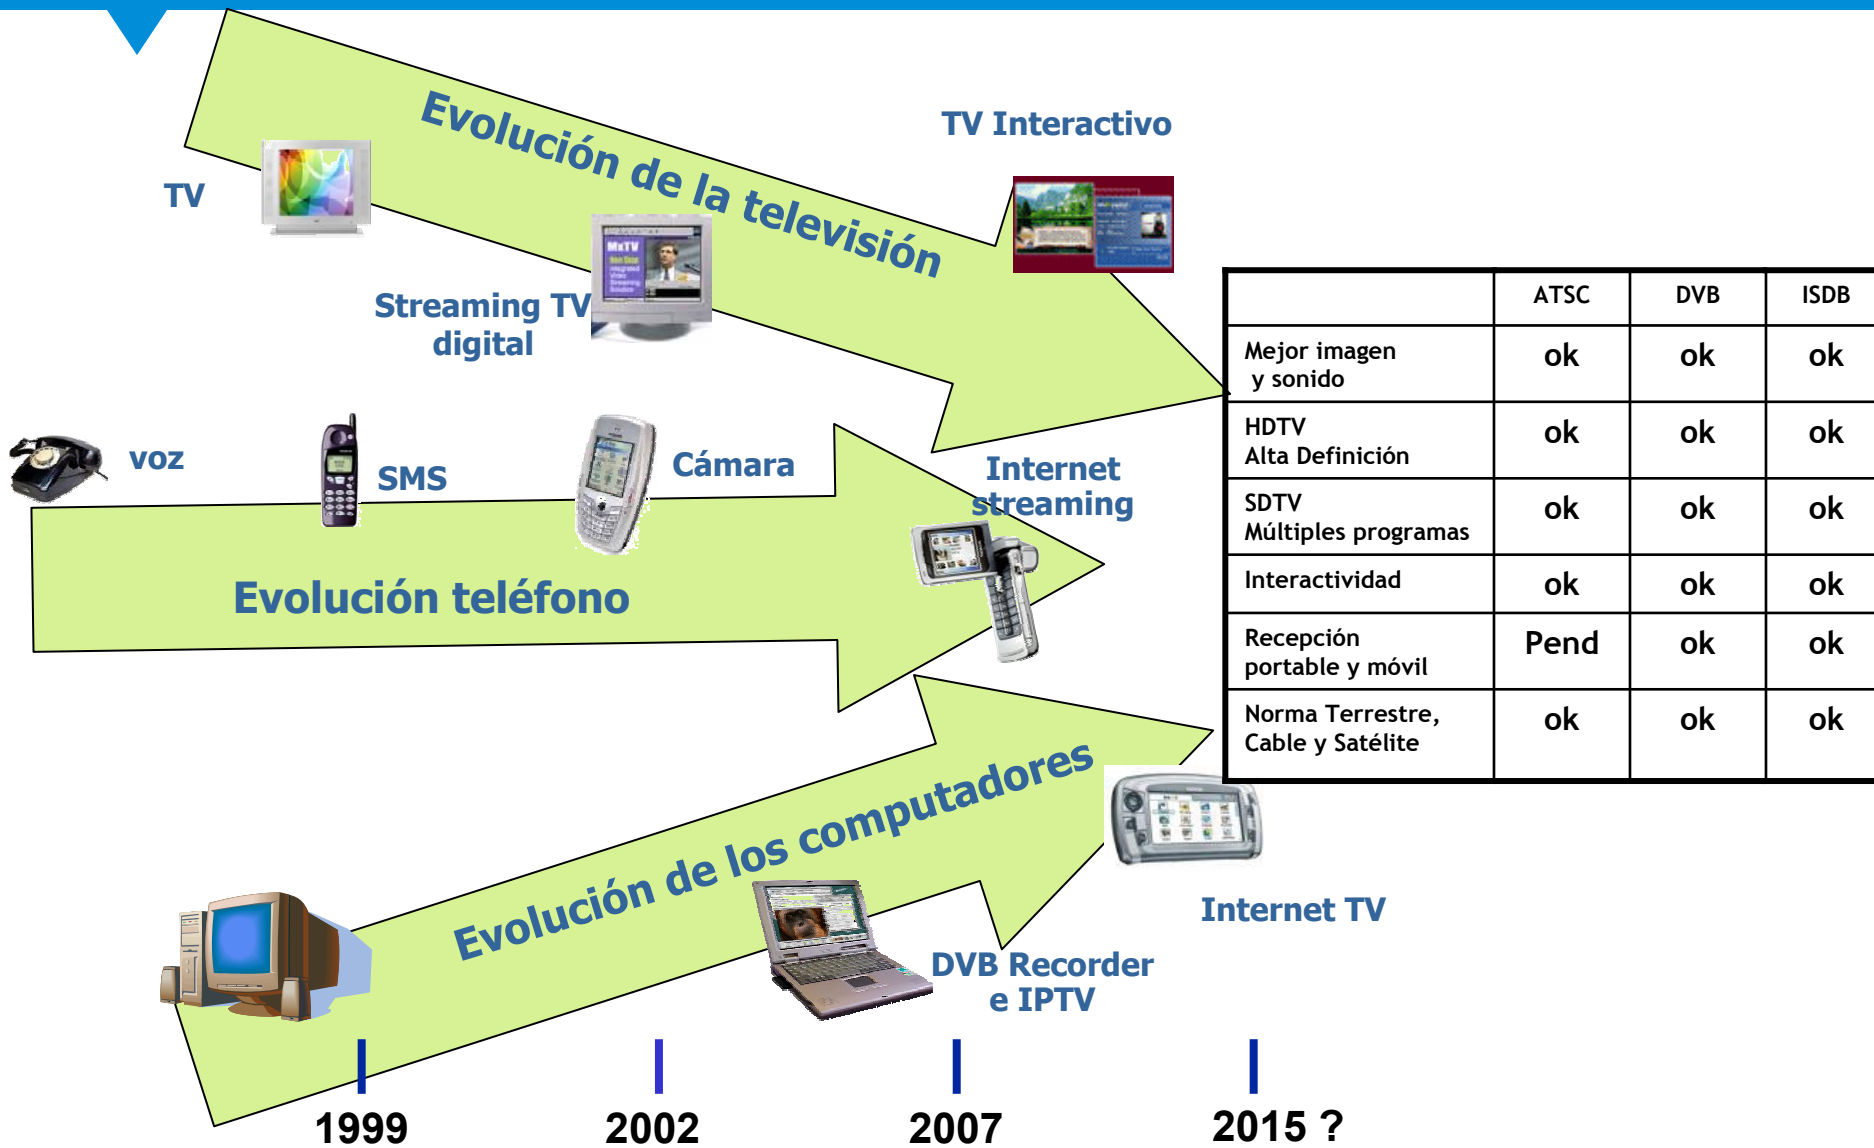 Evolución de la televisión
TV Interactivo
TV
MxTV
Streaming TV
digital
voz
SMS
Cámara
Internet
streaming
Evolución teléfono
ATSC DVB ISDB
Mejor imagen
y sonido
ok ok ok
HDTV
Alta Definición
ok ok ok
SDTV
Múltiples programas
ok ok ok
Interactividad ok ok ok
Recepción
portable y móvil
Pend ok ok
Norma Terrestre,
Cable y Satélite
ok ok ok
Evolución de los computadores
Internet TV
DVB Recorder
e IPTV
1999 2002 2007 2015 ?